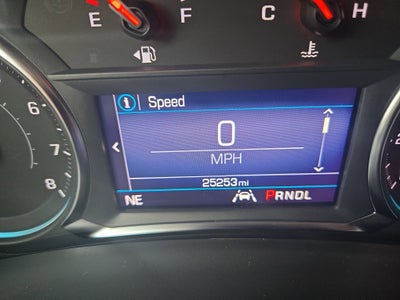 E F C H
i Speed
6
0
7
MPH
8
25253mi
NE PRNDL